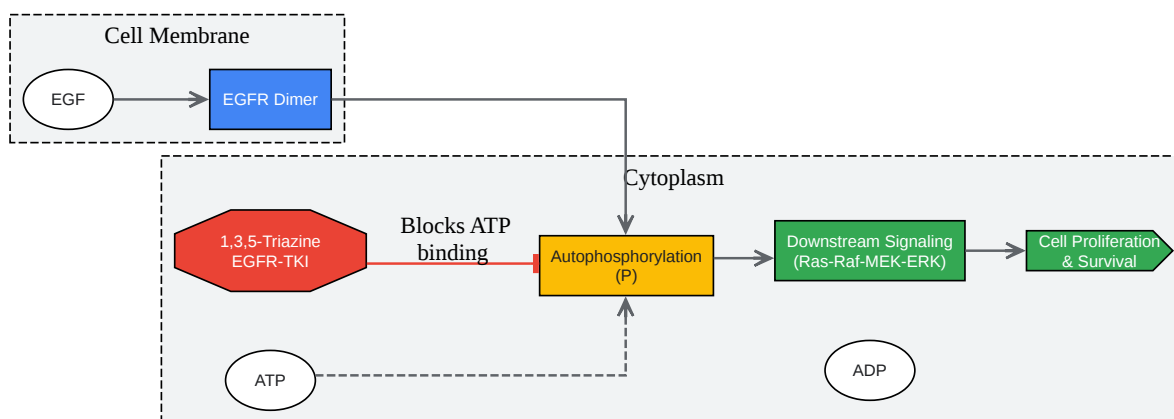 Cell Membrane
EGF
EGFR Dimer
Cytoplasm
1,3,5-Triazine
EGFR-TKI
Blocks ATP
binding
Autophosphorylation
(P)
Downstream Signaling
(Ras-Raf-MEK-ERK)
Cell Proliferation
& Survival
ATP
ADP